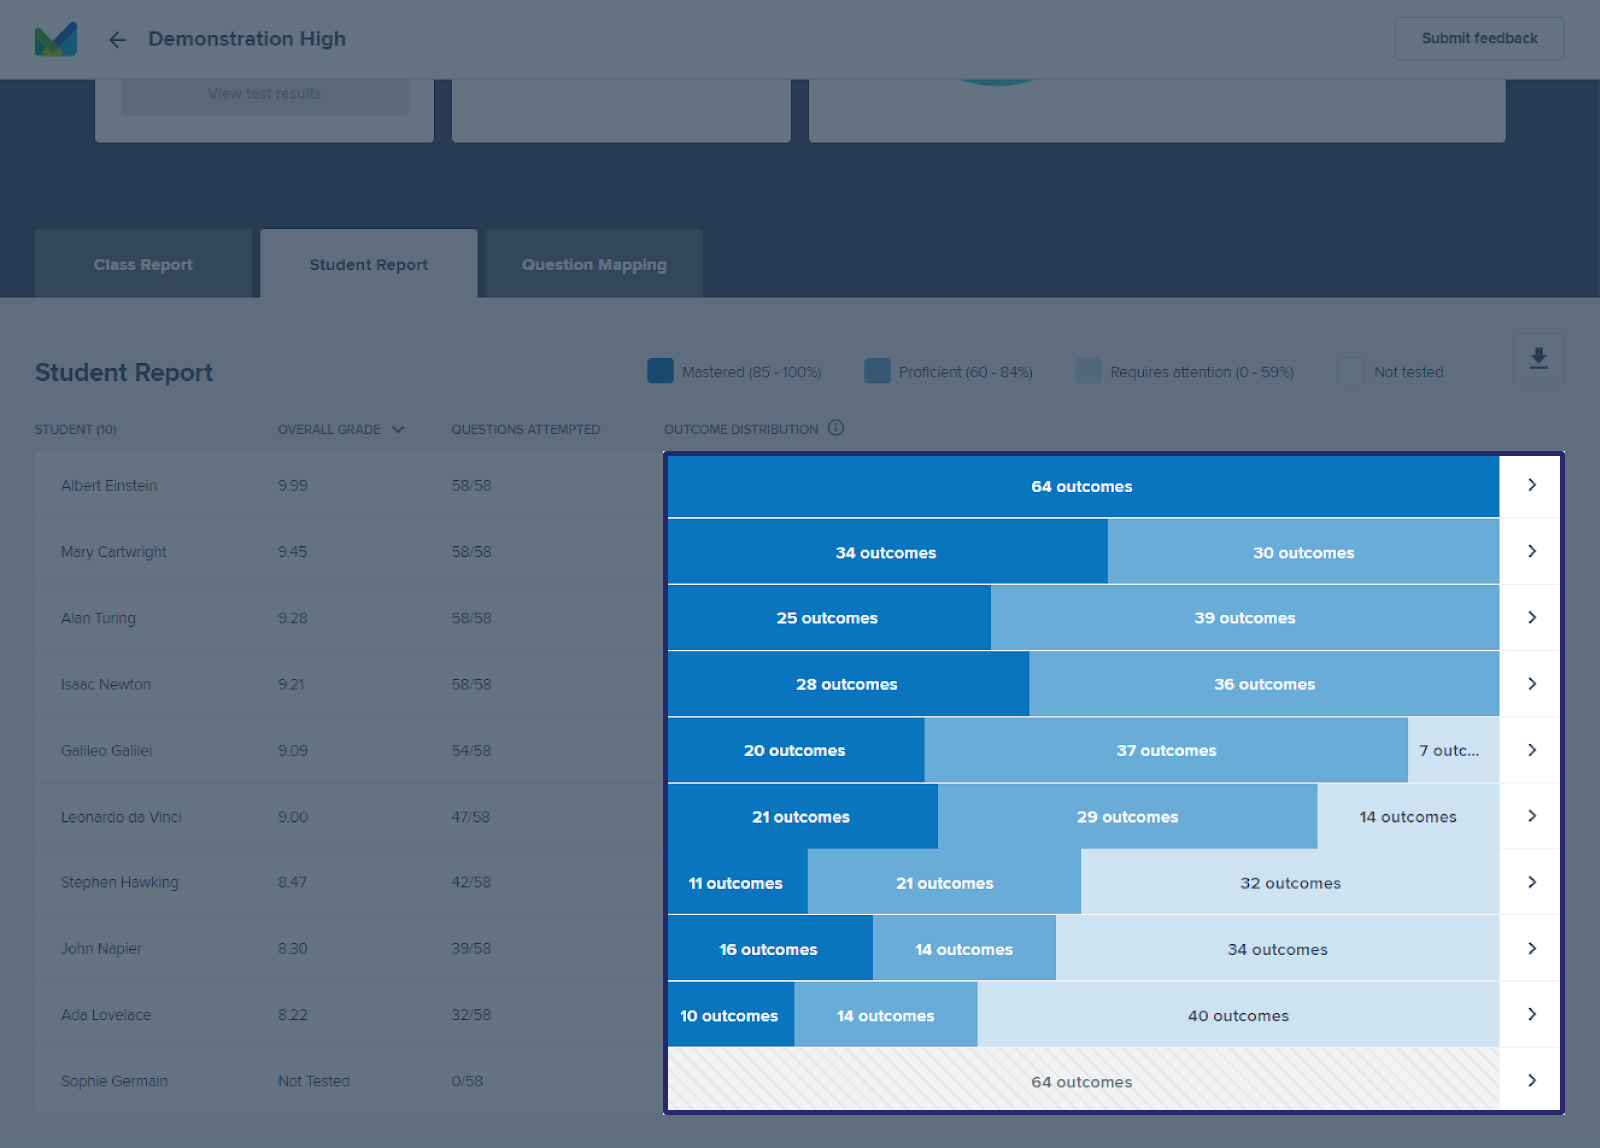 Demonstration High
Submit feedback
View test results
Class Report
Student Report
Question Mapping
Student Report
Mastered (85 - 100%)
Proficient (60 - 84%)
Requires attention (0 - 59%)
Not tested
STUDENT (10) OVERALL GRADE QUESTIONS ATTEMPTED OUTCOME DISTRIBUTION
Albert Einstein 9.99 58/58 64 outcomes
Mary Cartwright 9.45 58/58 34 outcomes 30 outcomes
Alan Turing 9.28 58/58 25 outcomes 39 outcomes
Isaac Newton 9.21 58/58 28 outcomes 36 outcomes
Galileo Galilei 9.09 54/58 20 outcomes 37 outcomes 7 outc...
Leonardo da Vinci 9.00 47/58 21 outcomes 29 outcomes 14 outcomes
Stephen Hawking 8.47 42/58 11 outcomes 21 outcomes 32 outcomes
John Napier 8.30 39/58 16 outcomes 14 outcomes 34 outcomes
Ada Lovelace 8.22 32/58 10 outcomes 14 outcomes 40 outcomes
Sophie Germain Not Tested 0/58 64 outcomes